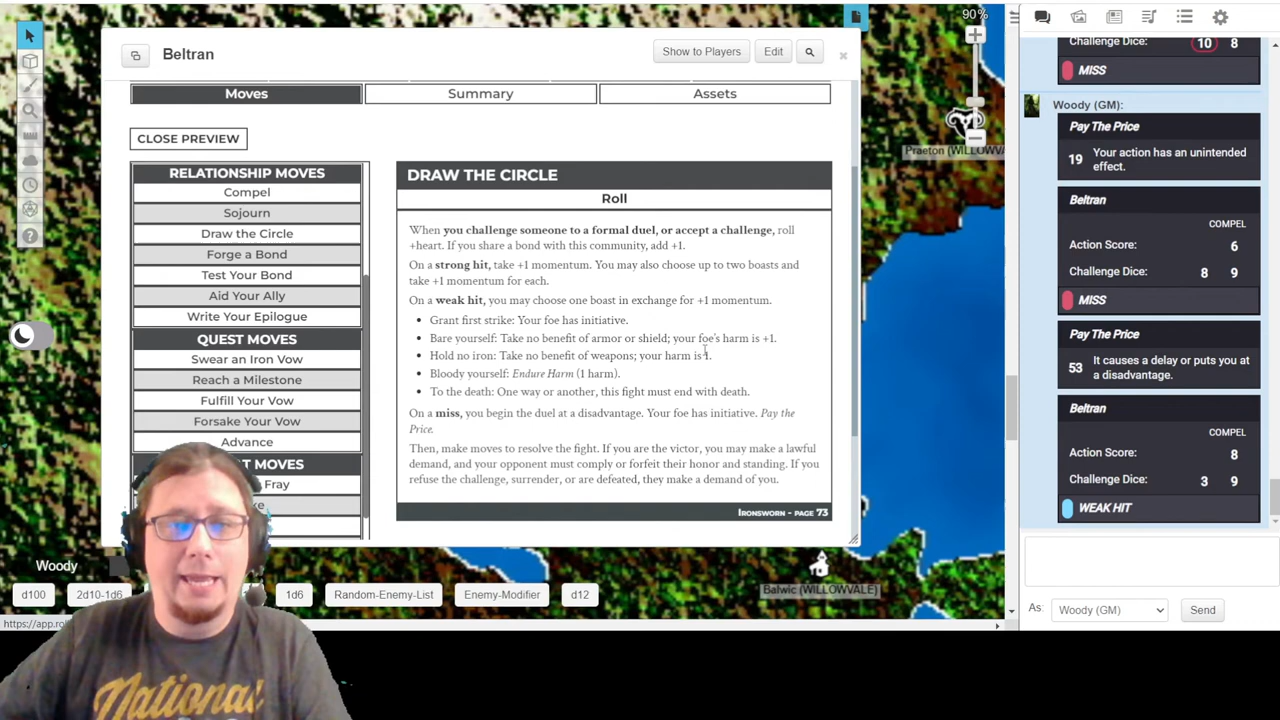 90%
Beltran
Show to Players
Edit
Moves
Summary
Assets
CLOSE PREVIEW
RELATIONSHIP MOVES
Compel
Sojourn
Draw the Circle
Forge a Bond
Test Your Bond
Aid Your Ally
Write Your Epilogue
QUEST MOVES
Swear an Iron Vow
Reach a Milestone
Fulfill Your Vow
Forsake Your Vow
Advance
MOVES
Fray
DRAW THE CIRCLE
Roll
When you challenge someone to a formal duel, or accept a challenge, roll
+heart. If you share a bond with this community, add +1.
On a strong hit, take +1 momentum. You may also choose up to two boasts and
take +1 momentum for each.
On a weak hit, you may choose one boast in exchange for +1 momentum.
• Grant first strike: Your foe has initiative.
• Bare yourself: Take no benefit of armor or shield; your foe's harm is +1.
• Hold no iron: Take no benefit of weapons; your harm is 1.
• Bloody yourself: Endure Harm (1 harm).
• To the death: One way or another, this fight must end with death.
On a miss, you begin the duel at a disadvantage. Your foe has initiative. Pay the
Price.
Then, make moves to resolve the fight. If you are the victor, you may make a lawful
demand, and your opponent must comply or forfeit their honor and standing. If you
refuse the challenge, surrender, or are defeated, they make a demand of you.
IRONSWORN - PAGE 73
Praeton (WILLOWVA
Balwic (WILLOWVALE)
Woody
d100
2d10-1d6
1d6
Random-Enemy-List
Enemy-Modifier
d12
https://app.rol
National
Challenge Dice: 10 8
MISS
Woody (GM):
Pay The Price
19 Your action has an unintended
effect.
Beltran
COMPEL
Action Score: 6
Challenge Dice: 8 9
MISS
Pay The Price
53 It causes a delay or puts you at
a disadvantage.
Beltran
COMPEL
Action Score: 8
Challenge Dice: 3 9
WEAK HIT
As:
Woody (GM)
Send